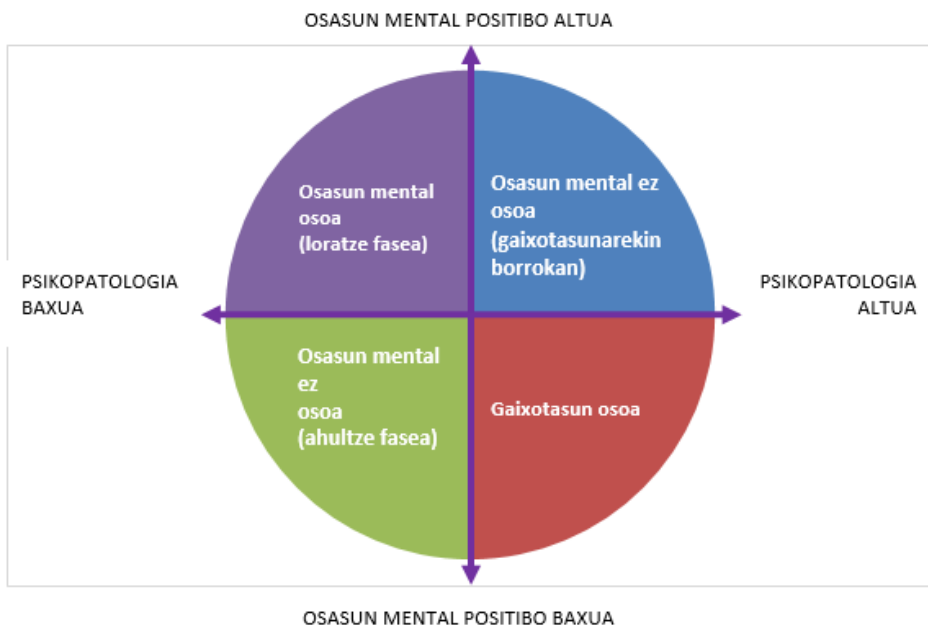 OSASUN MENTAL POSITIBO ALTUA
Osasun mental
osoa
(loratze fasea)
Osasun mental ez
osoa
(gaixotasunarekin
borrokan)
PSIKOPATOLOGIA
BAXUA
PSIKOPATOLOGIA
ALTUA
Osasun mental
ez
osoa
(ahultze fasea)
Gaixotasun osoa
OSASUN MENTAL POSITIBO BAXUA